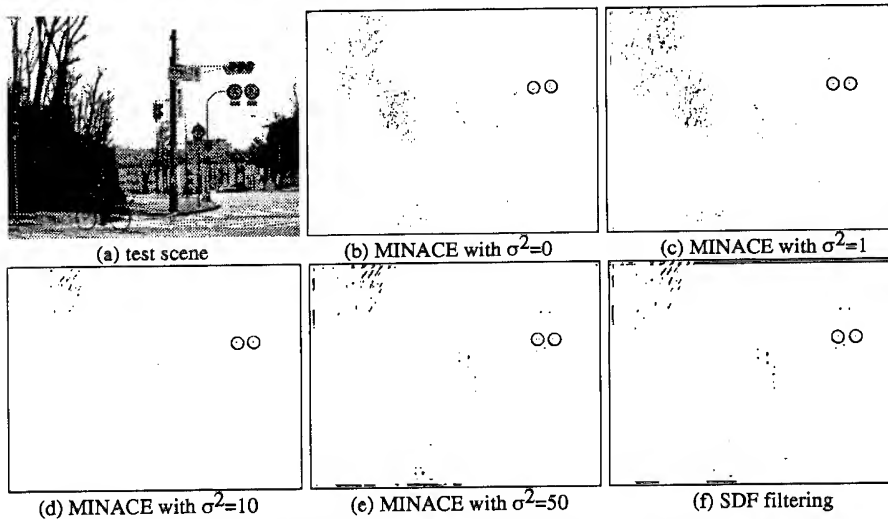 (a) test scene
(b) MINACE with σ²=0
(c) MINACE with σ²=1
(d) MINACE with σ²=10
(e) MINACE with σ²=50
(f) SDF filtering